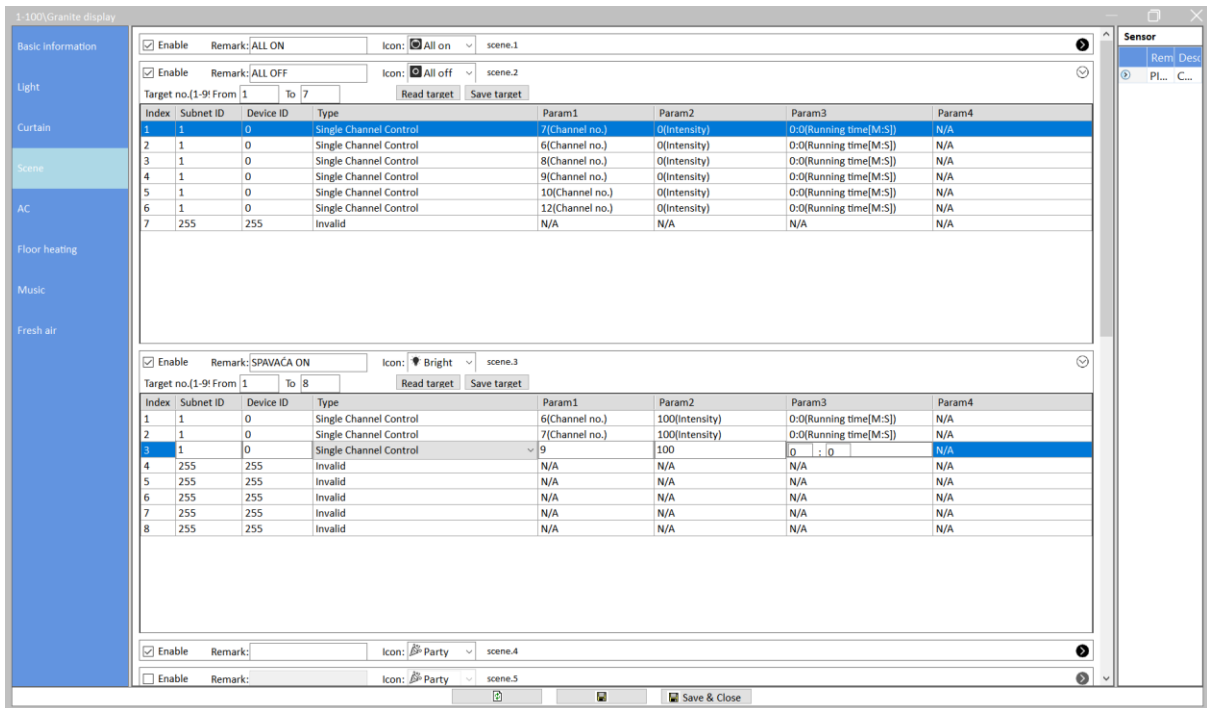 1-100\Granite display
Basic information
Light
Curtain
Scene
AC
Floor heating
Music
Fresh air
Enable Remark: ALL ON Icon: All on scene.1
Enable Remark: ALL OFF Icon: All off scene.2
Target no.(1-9! From 1 To 7 Read target Save target
Index Subnet ID Device ID Type Param1 Param2 Param3 Param4
1 1 0 Single Channel Control 7(Channel no.) 0(Intensity) 0:0(Running time[M:S]) N/A
2 1 0 Single Channel Control 6(Channel no.) 0(Intensity) 0:0(Running time[M:S]) N/A
3 1 0 Single Channel Control 8(Channel no.) 0(Intensity) 0:0(Running time[M:S]) N/A
4 1 0 Single Channel Control 9(Channel no.) 0(Intensity) 0:0(Running time[M:S]) N/A
5 1 0 Single Channel Control 10(Channel no.) 0(Intensity) 0:0(Running time[M:S]) N/A
6 1 0 Single Channel Control 12(Channel no.) 0(Intensity) 0:0(Running time[M:S]) N/A
7 255 255 Invalid N/A N/A N/A N/A
Enable Remark: SPAVAĆA ON Icon: Bright scene.3
Target no.(1-9! From 1 To 8 Read target Save target
Index Subnet ID Device ID Type Param1 Param2 Param3 Param4
1 1 0 Single Channel Control 6(Channel no.) 100(Intensity) 0:0(Running time[M:S]) N/A
2 1 0 Single Channel Control 7(Channel no.) 100(Intensity) 0:0(Running time[M:S]) N/A
3 1 0 Single Channel Control 9 100 0 : 0 N/A
4 255 255 Invalid N/A N/A N/A N/A
5 255 255 Invalid N/A N/A N/A N/A
6 255 255 Invalid N/A N/A N/A N/A
7 255 255 Invalid N/A N/A N/A N/A
8 255 255 Invalid N/A N/A N/A N/A
Enable Remark: Icon: Party scene.4
Enable Remark: Icon: Party scene.5
Save & Close
Sensor
Rem Desc
PI... C...